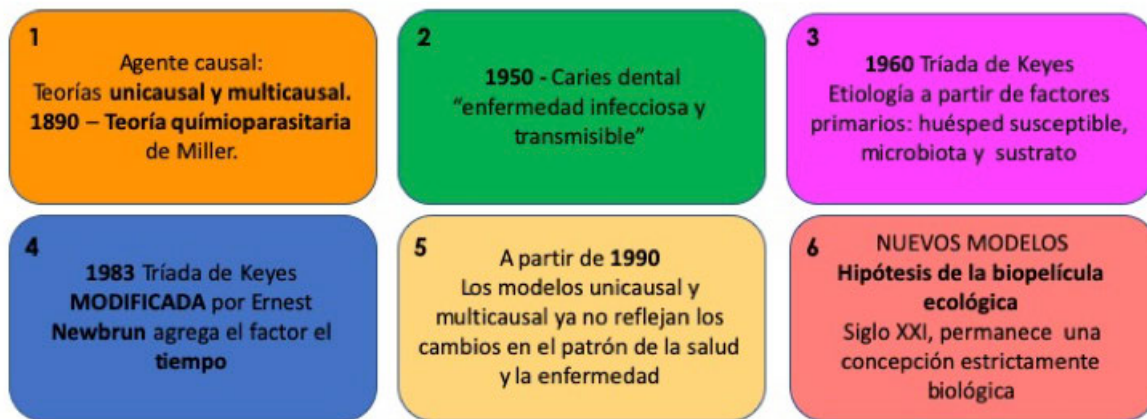 1
Agente causal:
Teorías unicausal y multicausal.
1890 – Teoría químioparasitaria
de Miller.
2
1950 - Caries dental
“enfermedad infecciosa y
transmisible”
3
1960 Tríada de Keyes
Etiología a partir de factores
primarios: huésped susceptible,
microbiota y sustrato
4
1983 Tríada de Keyes
MODIFICADA por Ernest
Newbrun agrega el factor el
tiempo
5
A partir de 1990
Los modelos unicausal y
multicausal ya no reflejan los
cambios en el patrón de la salud
y la enfermedad
6
NUEVOS MODELOS
Hipótesis de la biopelícula
ecológica
Siglo XXI, permanece una
concepción estrictamente
biológica